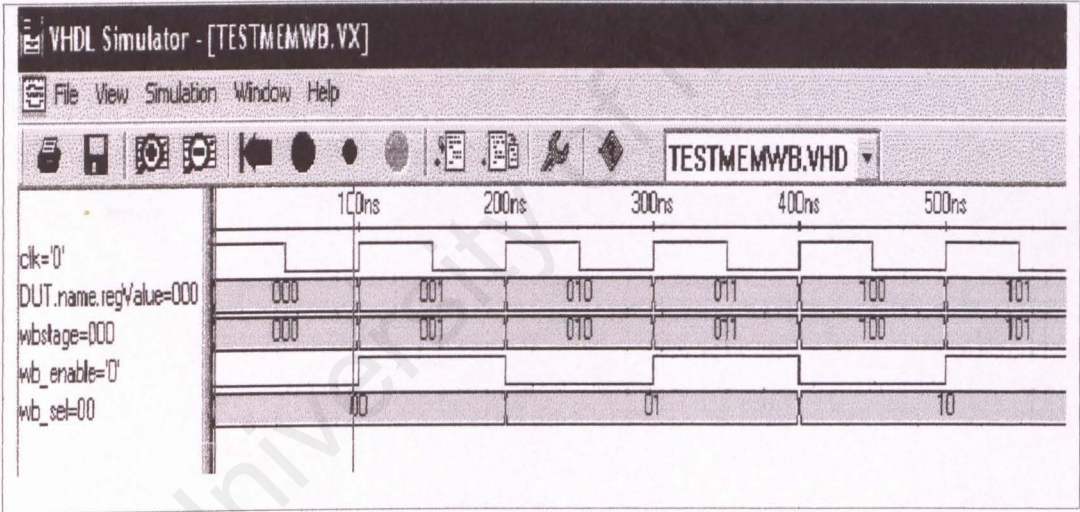 VHDL Simulator - [TESTMEMWB.VX]
File View Simulation Window Help
TESTMEMWB.VHD
100ns 200ns 300ns 400ns 500ns
clk='0'
DUT.name.regValue=000 000 001 010 011 100 101
wbstage=000 000 001 010 011 100 101
wb_enable='0'
wb_sel=00 00 01 10
University of